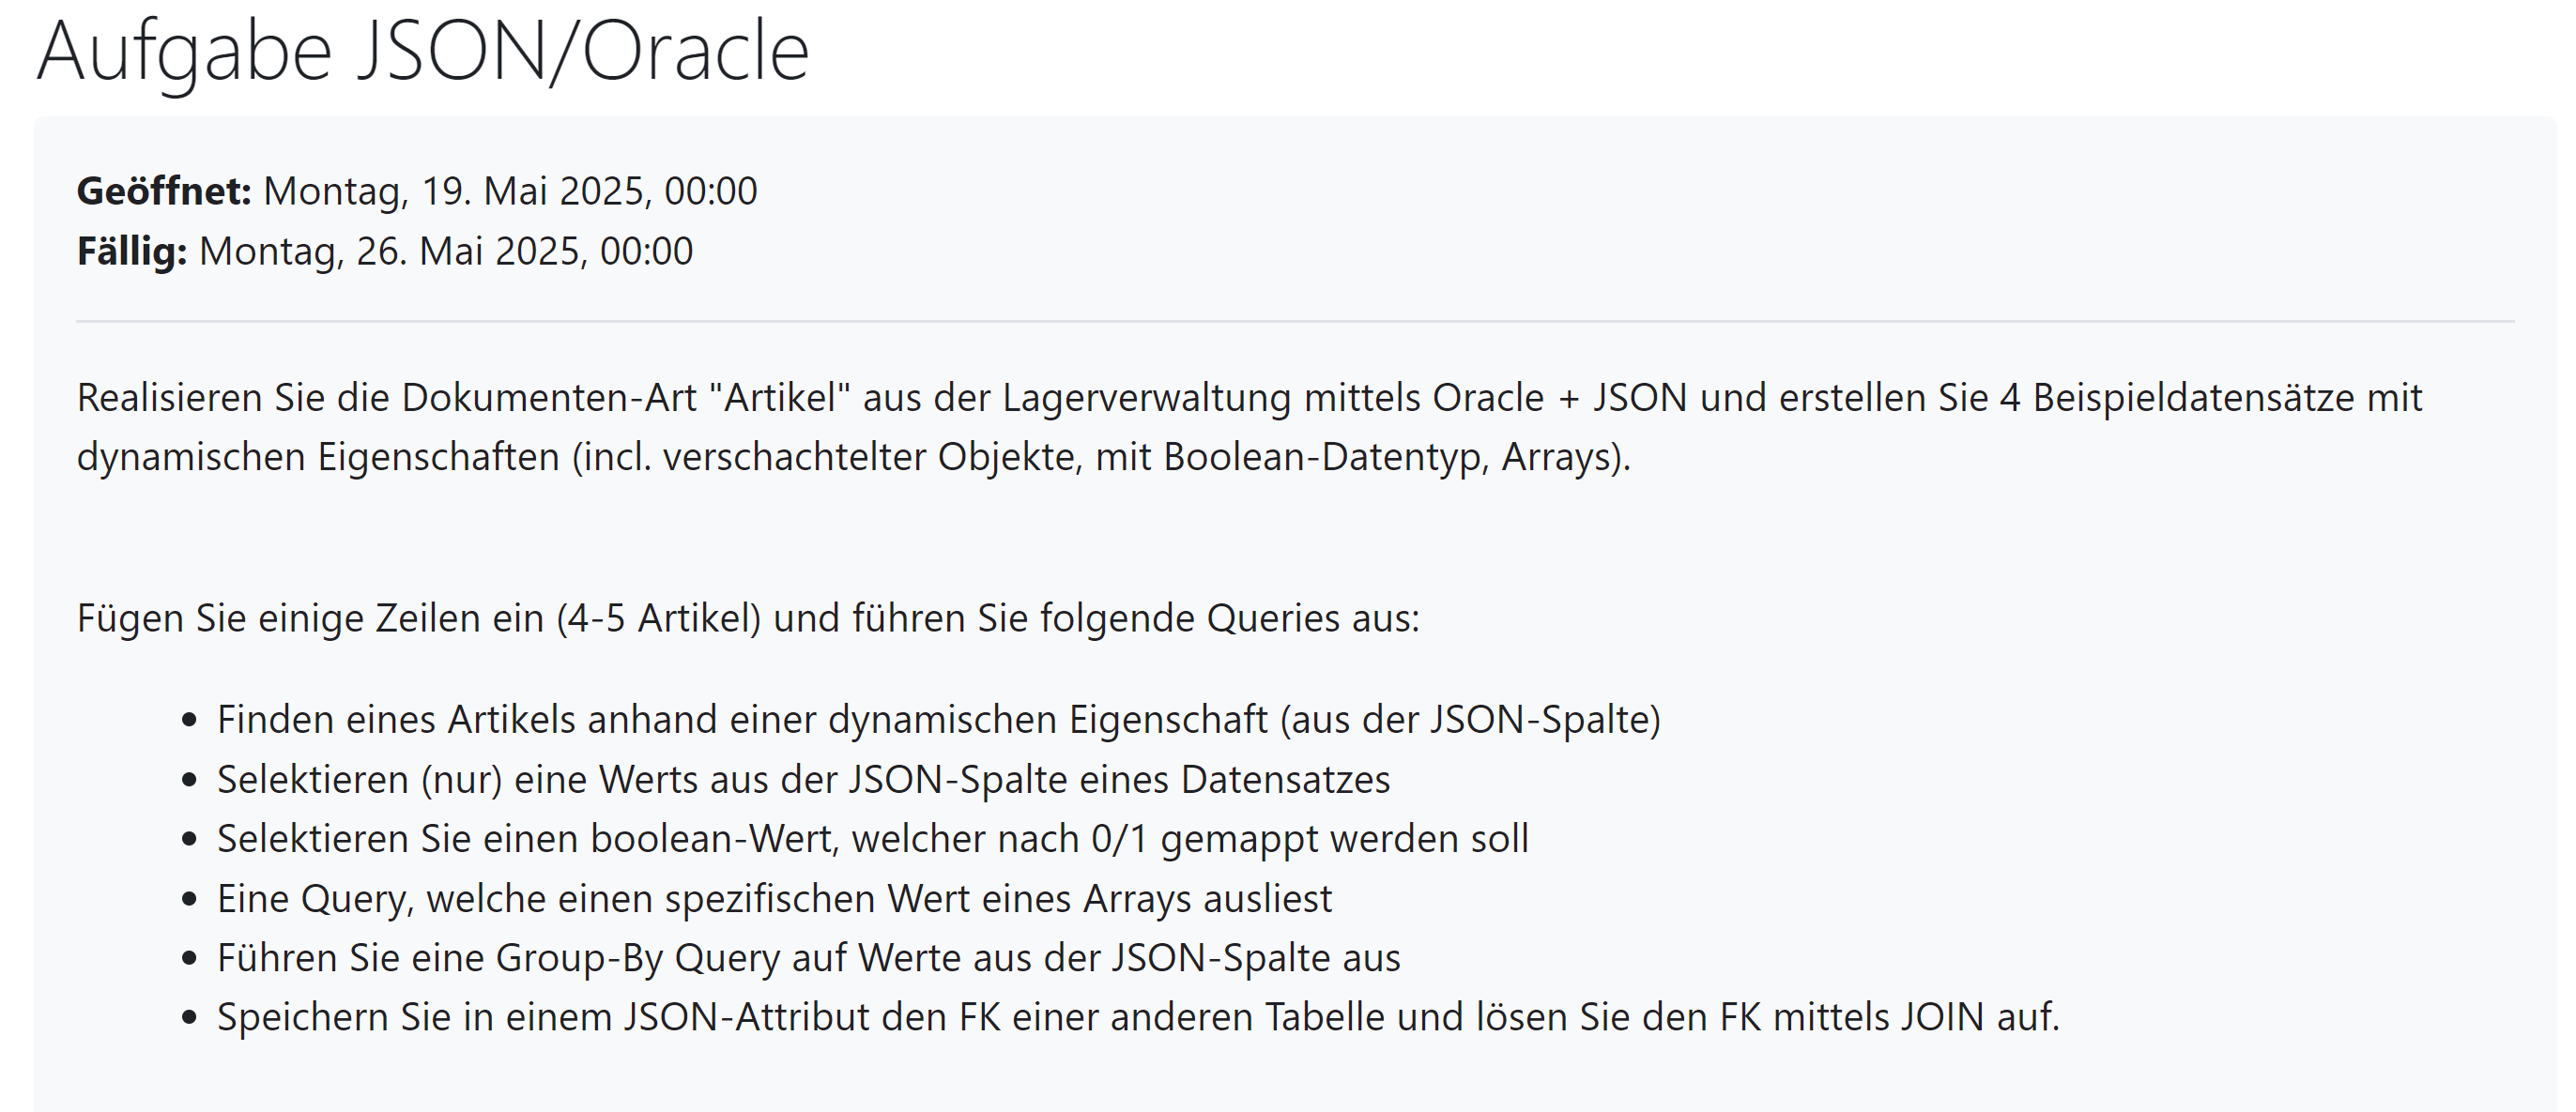 Aufgabe JSON/Oracle
Geöffnet: Montag, 19. Mai 2025, 00:00
Fällig: Montag, 26. Mai 2025, 00:00
Realisieren Sie die Dokumenten-Art "Artikel" aus der Lagerverwaltung mittels Oracle + JSON und erstellen Sie 4 Beispieldatensätze mit
dynamischen Eigenschaften (incl. verschachtelter Objekte, mit Boolean-Datentyp, Arrays).
Fügen Sie einige Zeilen ein (4-5 Artikel) und führen Sie folgende Queries aus:
• Finden eines Artikels anhand einer dynamischen Eigenschaft (aus der JSON-Spalte)
• Selektieren (nur) eine Werts aus der JSON-Spalte eines Datensatzes
• Selektieren Sie einen boolean-Wert, welcher nach 0/1 gemappt werden soll
• Eine Query, welche einen spezifischen Wert eines Arrays ausliest
• Führen Sie eine Group-By Query auf Werte aus der JSON-Spalte aus
• Speichern Sie in einem JSON-Attribut den FK einer anderen Tabelle und lösen Sie den FK mittels JOIN auf.